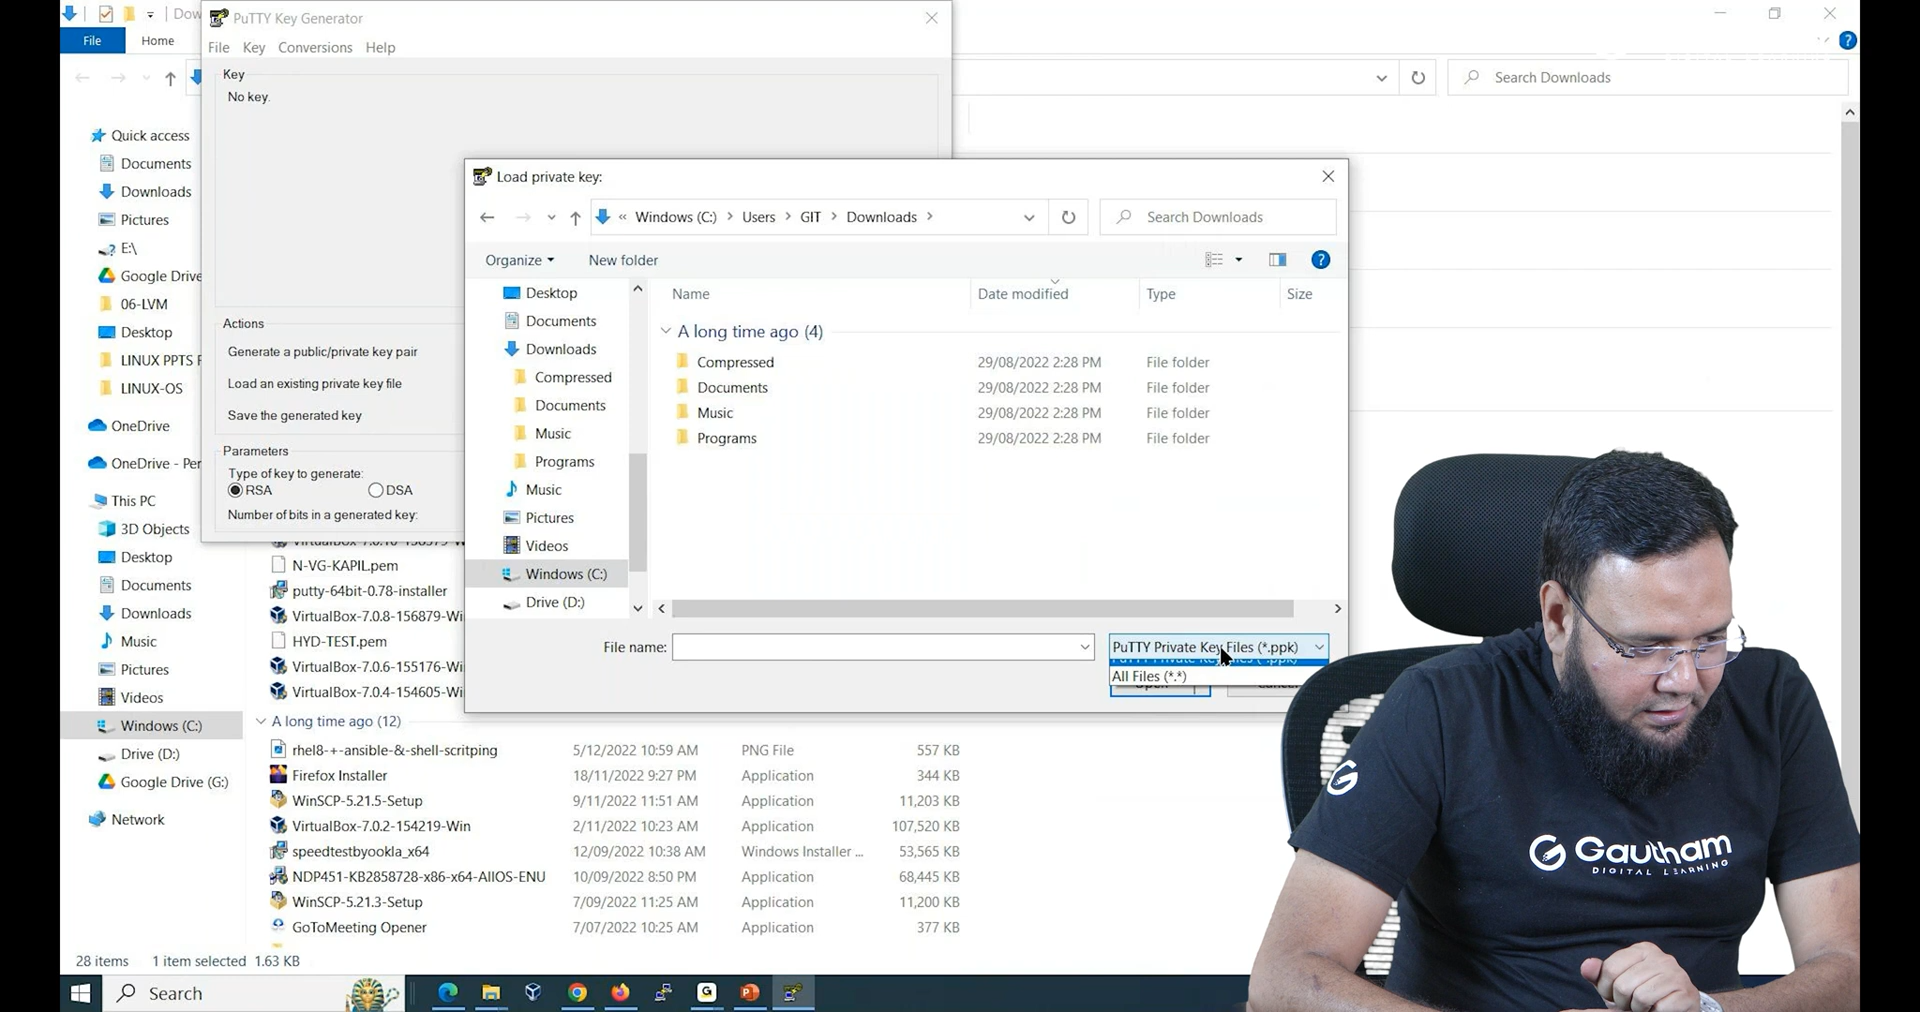 Dow
PuTTY Key Generator
File
Home
File Key Conversions Help
Key
No key.
Search Downloads
Quick access
Documents
Downloads
Pictures
E:\
Google Drive
06-LVM
Desktop
LINUX PPTS F
LINUX-OS
OneDrive
OneDrive - Per
This PC
3D Objects
Desktop
Documents
Downloads
Music
Pictures
Videos
Windows (C:)
Drive (D:)
Google Drive (G:)
Network
Actions
Generate a public/private key pair
Load an existing private key file
Save the generated key
Parameters
Type of key to generate:
RSA DSA
Number of bits in a generated key:
Load private key:
« Windows (C:) > Users > GIT > Downloads >
Search Downloads
Organize New folder
Desktop
Documents
Downloads
Compressed
Documents
Music
Programs
Music
Pictures
Videos
Windows (C:)
Drive (D:)
Name Date modified Type Size
A long time ago (4)
Compressed 29/08/2022 2:28 PM File folder
Documents 29/08/2022 2:28 PM File folder
Music 29/08/2022 2:28 PM File folder
Programs 29/08/2022 2:28 PM File folder
File name:
PuTTY Private Key Files (*.ppk)
PuTTY Private Key Files (*.ppk)
All Files (*.*)
N-VG-KAPIL.pem
putty-64bit-0.78-installer
VirtualBox-7.0.8-156879-Wi
HYD-TEST.pem
VirtualBox-7.0.6-155176-Wi
VirtualBox-7.0.4-154605-Wi
A long time ago (12)
rhel8-+-ansible-&-shell-scritping 5/12/2022 10:59 AM PNG File 557 KB
Firefox Installer 18/11/2022 9:27 PM Application 344 KB
WinSCP-5.21.5-Setup 9/11/2022 11:51 AM Application 11,203 KB
VirtualBox-7.0.2-154219-Win 2/11/2022 10:23 AM Application 107,520 KB
speedtestbyookla_x64 12/09/2022 10:38 AM Windows Installer ... 53,565 KB
NDP451-KB2858728-x86-x64-AllOS-ENU 10/09/2022 8:50 PM Application 68,445 KB
WinSCP-5.21.3-Setup 7/09/2022 11:25 AM Application 11,200 KB
GoToMeeting Opener 7/07/2022 10:25 AM Application 377 KB
28 items 1 item selected 1.63 KB
Search
Gautham
DIGITAL LEARNING